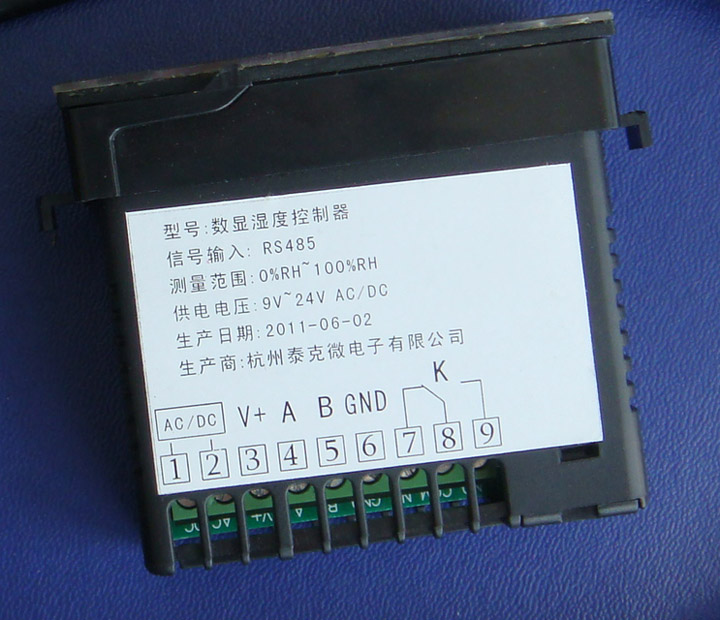 型号:数显湿度控制器
信号输入: RS485
测量范围:0%RH~100%RH
供电电压:9V~24V AC/DC
生产日期:2011-06-02
生产商:杭州泰克微电子有限公司
AC/DC V+ A B GND K
1 2 3 4 5 6 7 8 9